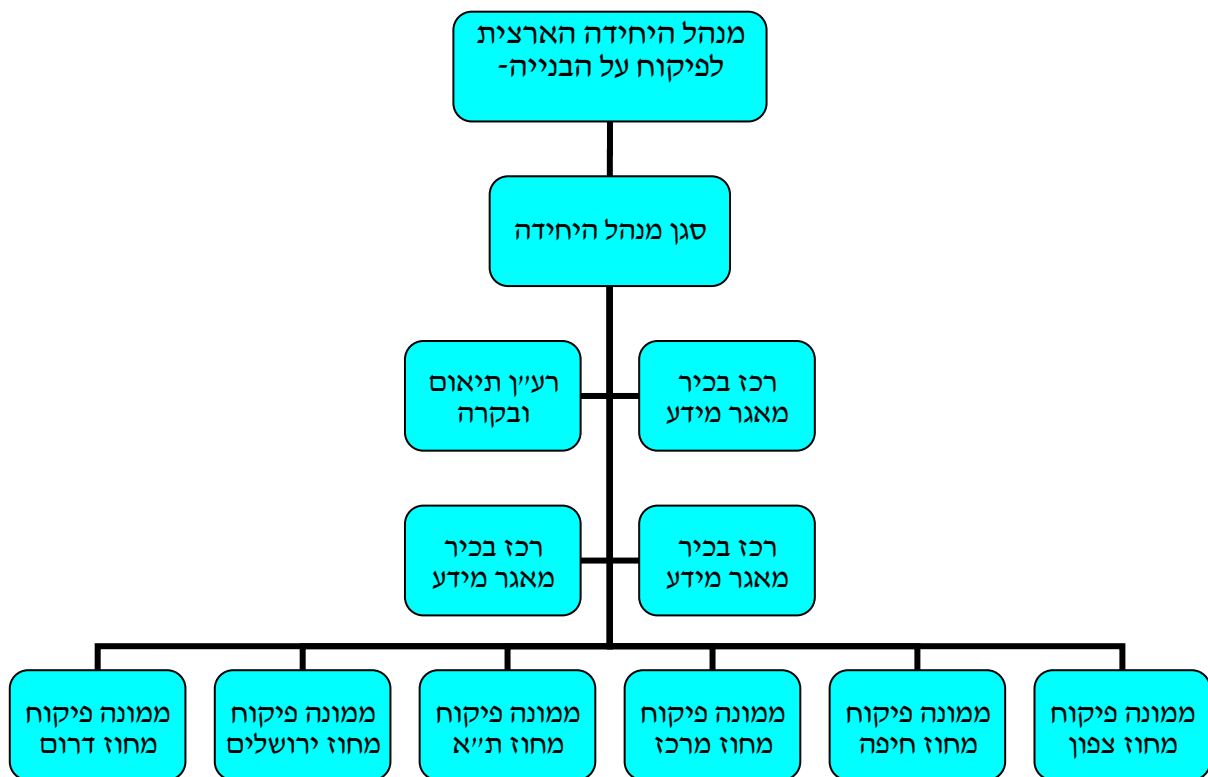 מנהל היחידה הארצית
לפיקוח על הבנייה-
סגן מנהל היחידה
רכז בכיר
מאגר מידע
רע״ן תיאום
ובקרה
רכז בכיר
מאגר מידע
רכז בכיר
מאגר מידע
ממונה פיקוח
מחוז צפון
ממונה פיקוח
מחוז חיפה
ממונה פיקוח
מחוז מרכז
ממונה פיקוח
מחוז ת״א
ממונה פיקוח
מחוז ירושלים
ממונה פיקוח
מחוז דרום